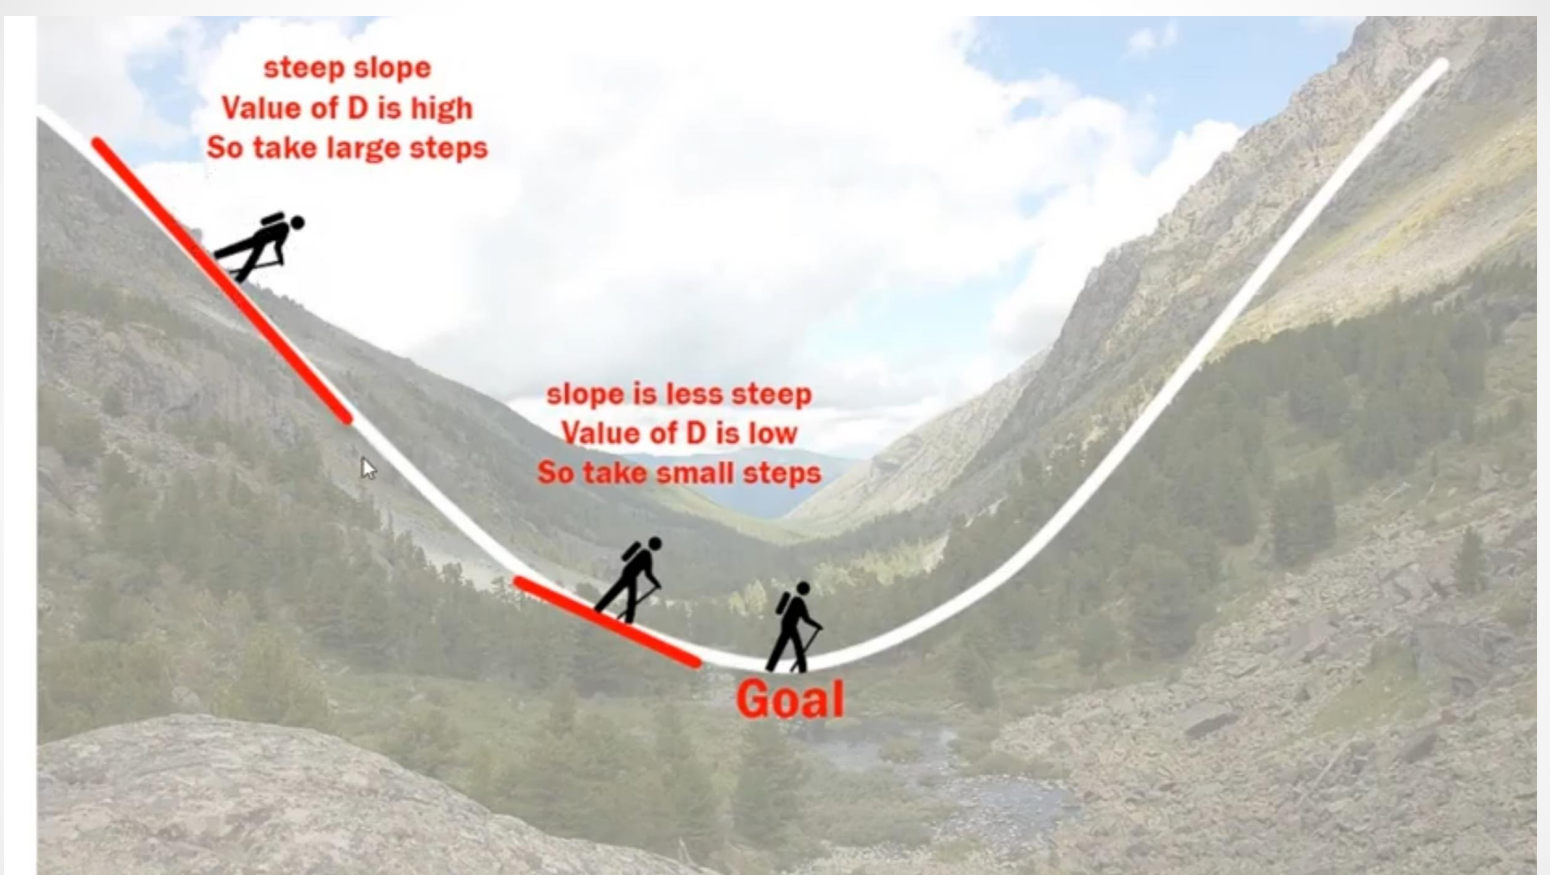 steep slope
Value of D is high
So take large steps
slope is less steep
Value of D is low
So take small steps
Goal